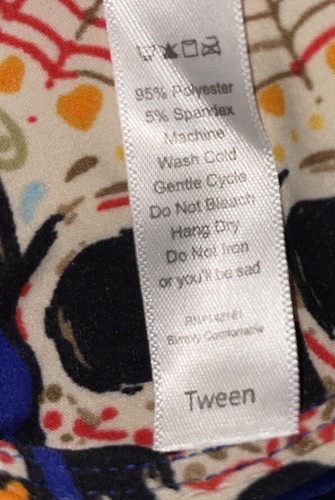 95% Polyester
5% Spandex
Machine
Wash Cold
Gentle Cycle
Do Not Bleach
Hang Dry
Do Not Iron
or you'll be sad
Simply Comfortable
Tween